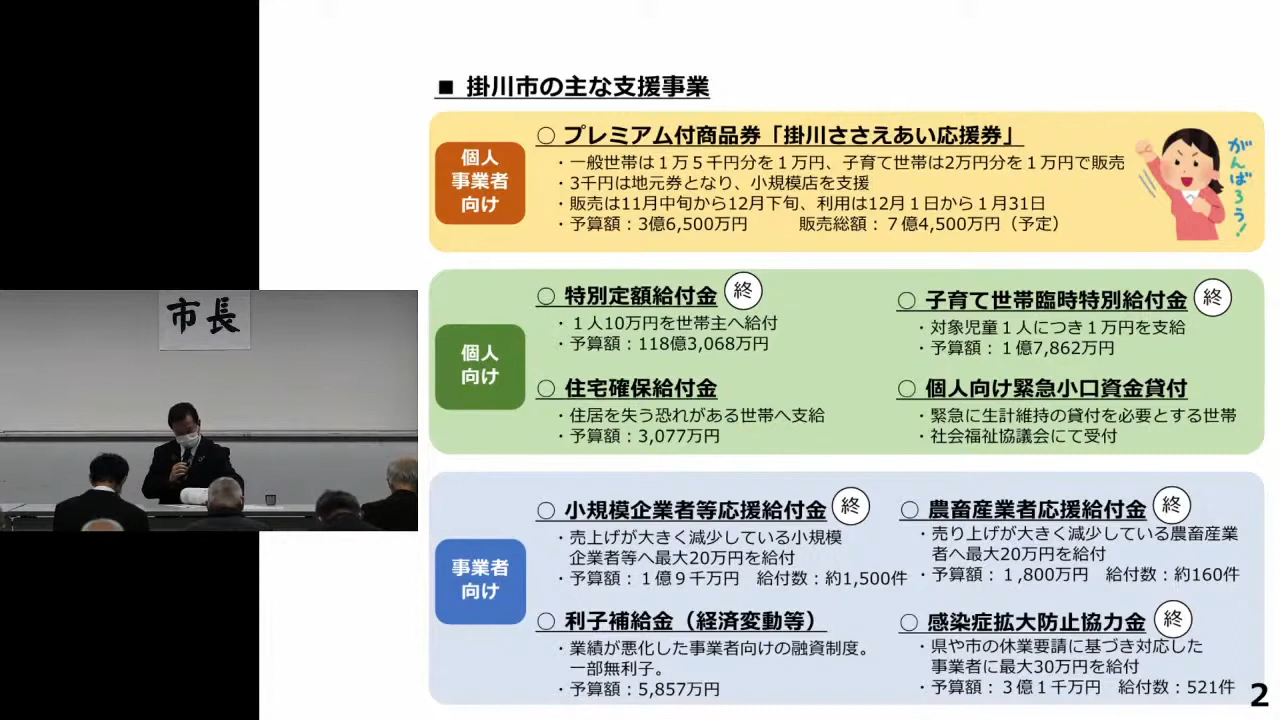 ■ 掛川市の主な支援事業
個人
事業者
向け
○ プレミアム付商品券「掛川ささえあい応援券」
・一般世帯は１万５千円分を１万円、子育て世帯は2万円分を１万円で販売
・3千円は地元券となり、小規模店を支援
・販売は11月中旬から12月下旬、利用は12月１日から１月31日
・予算額：3億6,500万円　　　販売総額：７億4,500万円（予定）
がんばろう！
個人
向け
○ 特別定額給付金 終
・１人10万円を世帯主へ給付
・予算額：118億3,068万円
○ 子育て世帯臨時特別給付金 終
・対象児童１人につき１万円を支給
・予算額：１億7,862万円
○ 住宅確保給付金
・住居を失う恐れがある世帯へ支給
・予算額：3,077万円
○ 個人向け緊急小口資金貸付
・緊急に生計維持の貸付を必要とする世帯
・社会福祉協議会にて受付
事業者
向け
○ 小規模企業者等応援給付金 終
・売上げが大きく減少している小規模
企業者等へ最大20万円を給付
・予算額：１億９千万円　給付数：約1,500件
○ 農畜産業者応援給付金 終
・売り上げが大きく減少している農畜産業
者へ最大20万円を給付
・予算額：１,800万円　給付数：約160件
○ 利子補給金（経済変動等）
・業績が悪化した事業者向けの融資制度。
一部無利子。
・予算額：5,857万円
○ 感染症拡大防止協力金 終
・県や市の休業要請に基づき対応した
事業者に最大30万円を給付
・予算額：３億１千万円　給付数：521件
2
市長